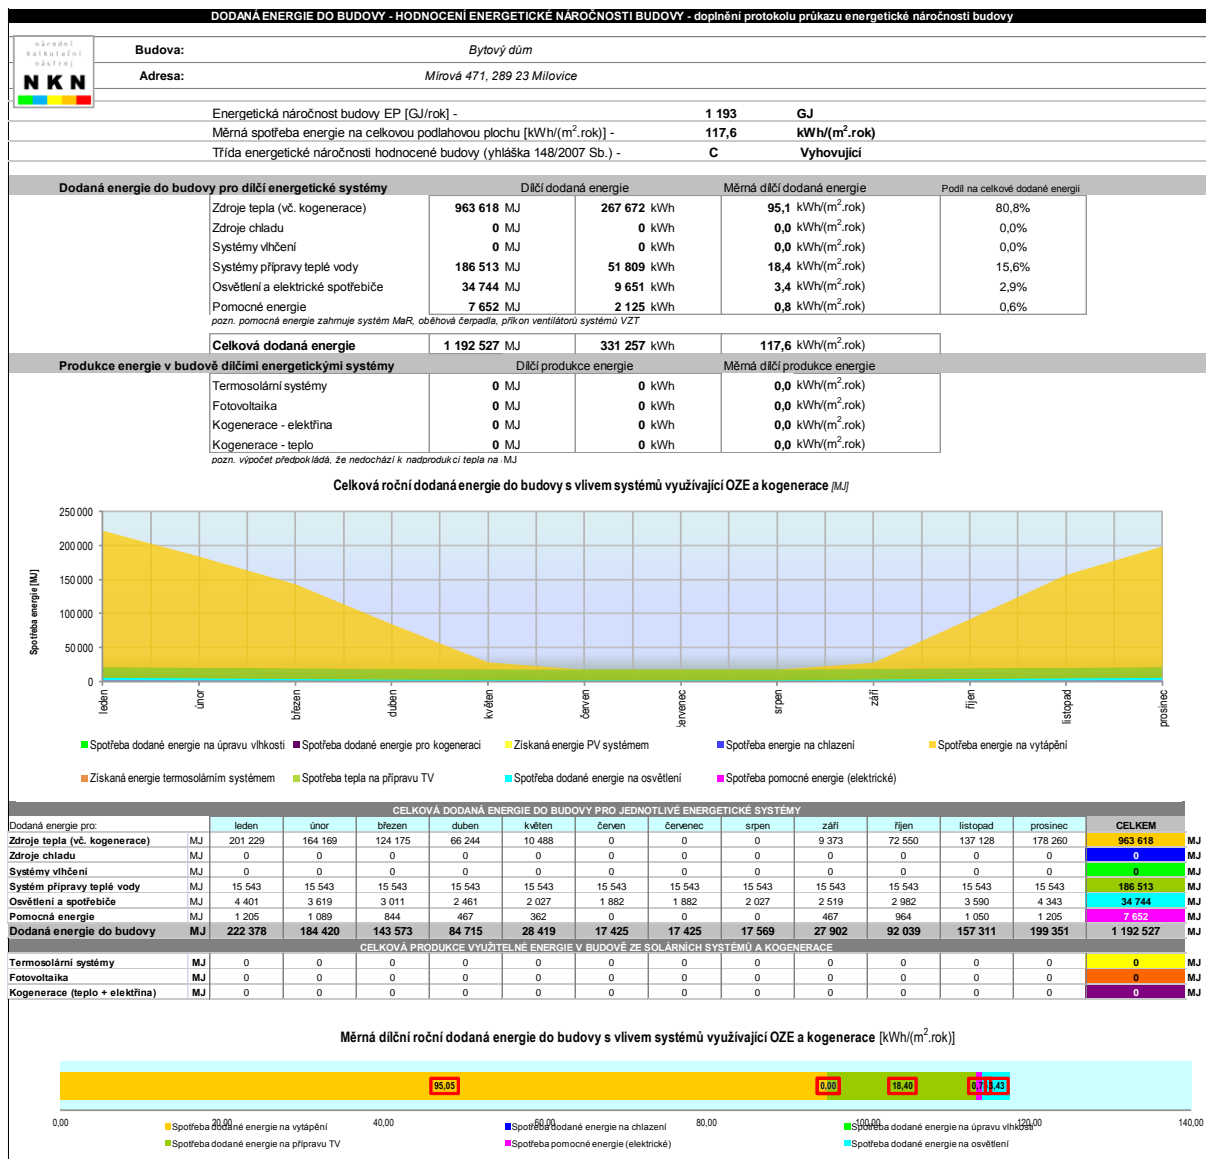 DODANÁ ENERGIE DO BUDOVY - HODNOCENÍ ENERGETICKÉ NÁROČNOSTI BUDOVY - doplnění protokolu průkazu energetické náročnosti budovy
národní
kalkulační
nástroj
NKN
Budova: Bytový dům
Adresa: Mírová 471, 289 23 Milovice
Energetická náročnost budovy EP [GJ/rok] - 1 193 GJ
Měrná spotřeba energie na celkovou podlahovou plochu [kWh/(m².rok)] - 117,6 kWh/(m².rok)
Třída energetické náročnosti hodnocené budovy (vyhláška 148/2007 Sb.) - C Vyhovující
Dodaná energie do budovy pro dílčí energetické systémy Dílčí dodaná energie Měrná dílčí dodaná energie Podíl na celkové dodané energii
Zdroje tepla (vč. kogenerace) 963 618 MJ 267 672 kWh 95,1 kWh/(m².rok) 80,8%
Zdroje chladu 0 MJ 0 kWh 0,0 kWh/(m².rok) 0,0%
Systémy vlhčení 0 MJ 0 kWh 0,0 kWh/(m².rok) 0,0%
Systémy přípravy teplé vody 186 513 MJ 51 809 kWh 18,4 kWh/(m².rok) 15,6%
Osvětlení a elektrické spotřebiče 34 744 MJ 9 651 kWh 3,4 kWh/(m².rok) 2,9%
Pomocné energie 7 652 MJ 2 125 kWh 0,8 kWh/(m².rok) 0,6%
pozn. pomocná energie zahrnuje systém MaR, oběhová čerpadla, příkon ventilátorů systémů VZT
Celková dodaná energie 1 192 527 MJ 331 257 kWh 117,6 kWh/(m².rok)
Produkce energie v budově dílčími energetickými systémy Dílčí produkce energie Měrná dílčí produkce energie
Termosolární systémy 0 MJ 0 kWh 0,0 kWh/(m².rok)
Fotovoltaika 0 MJ 0 kWh 0,0 kWh/(m².rok)
Kogenerace - elektřina 0 MJ 0 kWh 0,0 kWh/(m².rok)
Kogenerace - teplo 0 MJ 0 kWh 0,0 kWh/(m².rok)
pozn. výpočet předpokládá, že nedochází k nadprodukci tepla na MJ
Celková roční dodaná energie do budovy s vlivem systémů využívající OZE a kogenerace [MJ]
Spotřeba energie [MJ]
250 000
200 000
150 000
100 000
50 000
0
leden únor březen duben květen červen červenec srpen září říjen listopad prosinec
Spotřeba dodané energie na úpravu vlhkosti Spotřeba dodané energie pro kogeneraci Získaná energie PV systémem Spotřeba energie na chlazení Spotřeba energie na vytápění
Získaná energie termosolárním systémem Spotřeba tepla na přípravu TV Spotřeba dodané energie na osvětlení Spotřeba pomocné energie (elektrické)
CELKOVÁ DODANÁ ENERGIE DO BUDOVY PRO JEDNOTLIVÉ ENERGETICKÉ SYSTÉMY
Dodaná energie pro: leden únor březen duben květen červen červenec srpen září říjen listopad prosinec CELKEM
Zdroje tepla (vč. kogenerace) MJ 201 229 164 169 124 175 66 244 10 488 0 0 0 9 373 72 550 137 128 178 260 963 618 MJ
Zdroje chladu MJ 0 0 0 0 0 0 0 0 0 0 0 0 0 MJ
Systémy vlhčení MJ 0 0 0 0 0 0 0 0 0 0 0 0 0 MJ
Systém přípravy teplé vody MJ 15 543 15 543 15 543 15 543 15 543 15 543 15 543 15 543 15 543 15 543 15 543 15 543 186 513 MJ
Osvětlení a spotřebiče MJ 4 401 3 619 3 011 2 461 2 027 1 882 1 882 2 027 2 519 2 982 3 590 4 343 34 744 MJ
Pomocná energie MJ 1 205 1 089 844 467 362 0 0 0 467 964 1 050 1 205 7 652 MJ
Dodaná energie do budovy MJ 222 378 184 420 143 573 84 715 28 419 17 425 17 425 17 569 27 902 92 039 157 311 199 351 1 192 527 MJ
CELKOVÁ PRODUKCE VYUŽITELNÉ ENERGIE V BUDOVĚ ZE SOLÁRNÍCH SYSTÉMŮ A KOGENERACE
Termosolární systémy MJ 0 0 0 0 0 0 0 0 0 0 0 0 0 MJ
Fotovoltaika MJ 0 0 0 0 0 0 0 0 0 0 0 0 0 MJ
Kogenerace (teplo + elektřina) MJ 0 0 0 0 0 0 0 0 0 0 0 0 0 MJ
Měrná dílční roční dodaná energie do budovy s vlivem systémů využívající OZE a kogenerace [kWh/(m².rok)]
95,05 0,00 18,40 3,43
0,00 20,00 40,00 60,00 80,00 100,00 120,00 140,00
Spotřeba dodané energie na vytápění Spotřeba dodané energie na chlazení Spotřeba dodané energie na úpravu vlhkosti
Spotřeba dodané energie na přípravu TV Spotřeba pomocné energie (elektrické) Spotřeba dodané energie na osvětlení